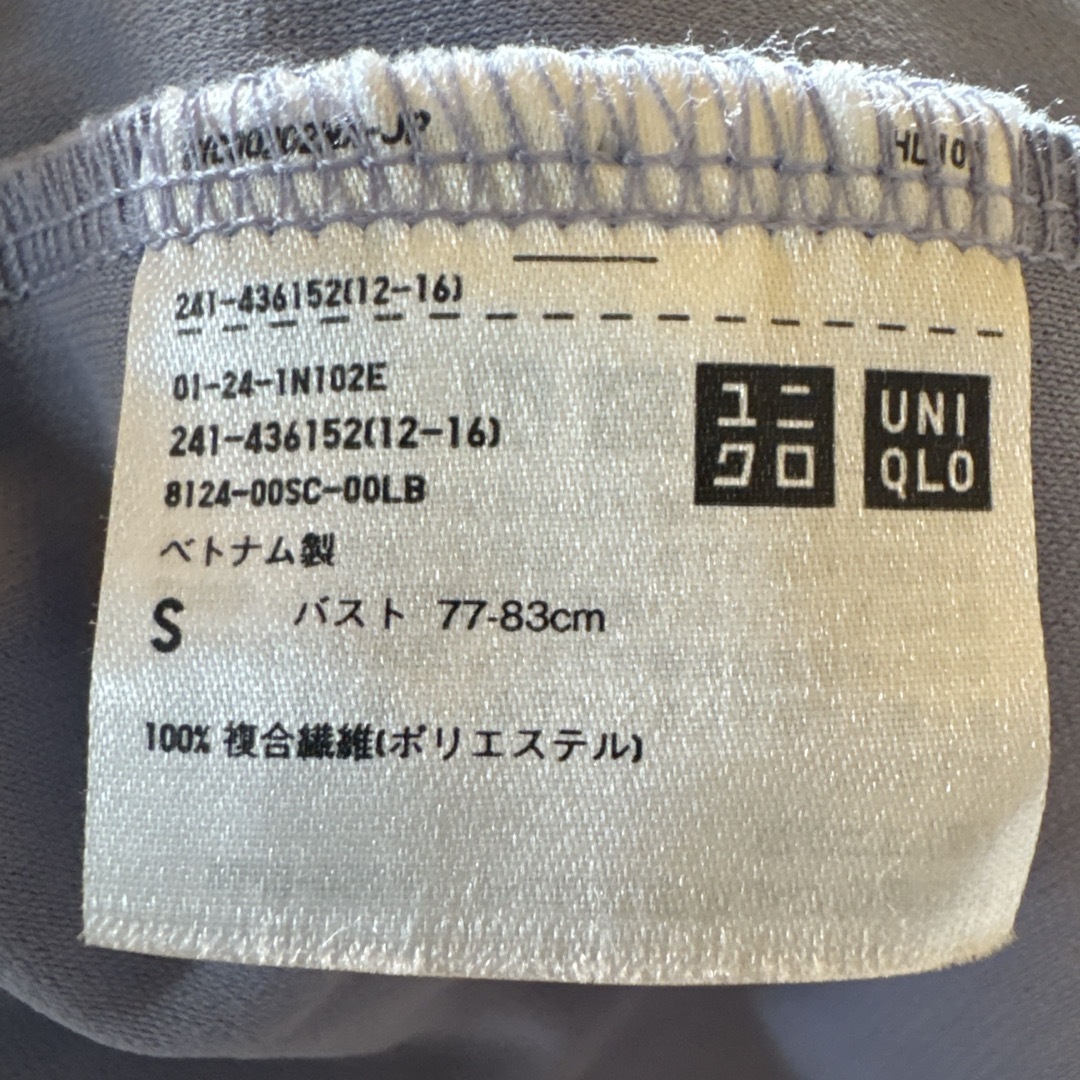 HL 10
241-436152(12-16)
01-24-1N102E
241-436152(12-16)
8124-00SC-00LB
ユニ
クロ
UNI
QLO
ベトナム製
S バスト 77-83cm
100% 複合繊維(ポリエステル)